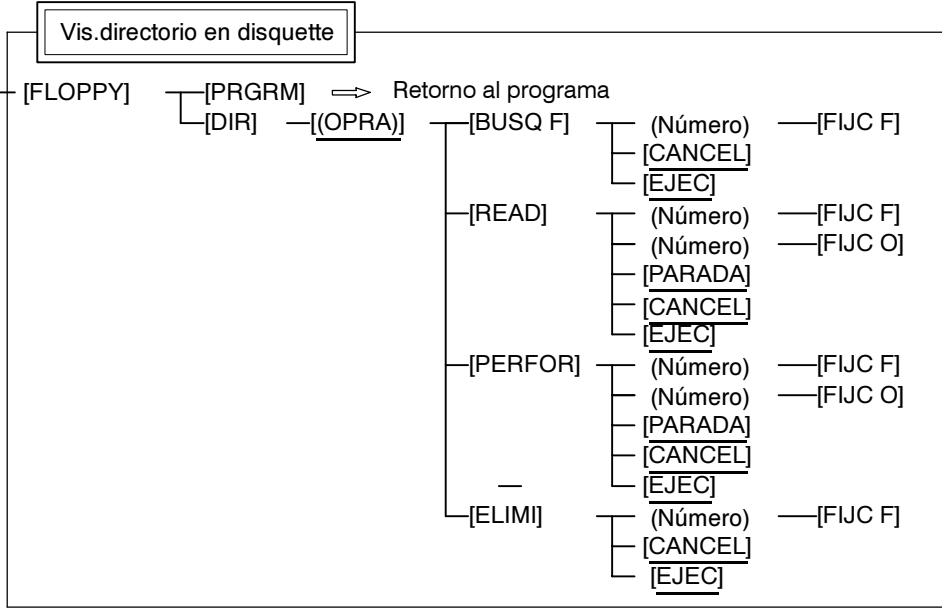 Vis.directorio en disquette
[FLOPPY] [PRGRM] Retorno al programa
[DIR] [(OPRA)] [BUSQ F] (Número) [FIJC F]
[CANCEL]
[EJEC]
[READ] (Número) [FIJC F]
(Número) [FIJC O]
[PARADA]
[CANCEL]
[EJEC]
[PERFOR] (Número) [FIJC F]
(Número) [FIJC O]
[PARADA]
[CANCEL]
[EJEC]
[ELIMI] (Número) [FIJC F]
[CANCEL]
[EJEC]